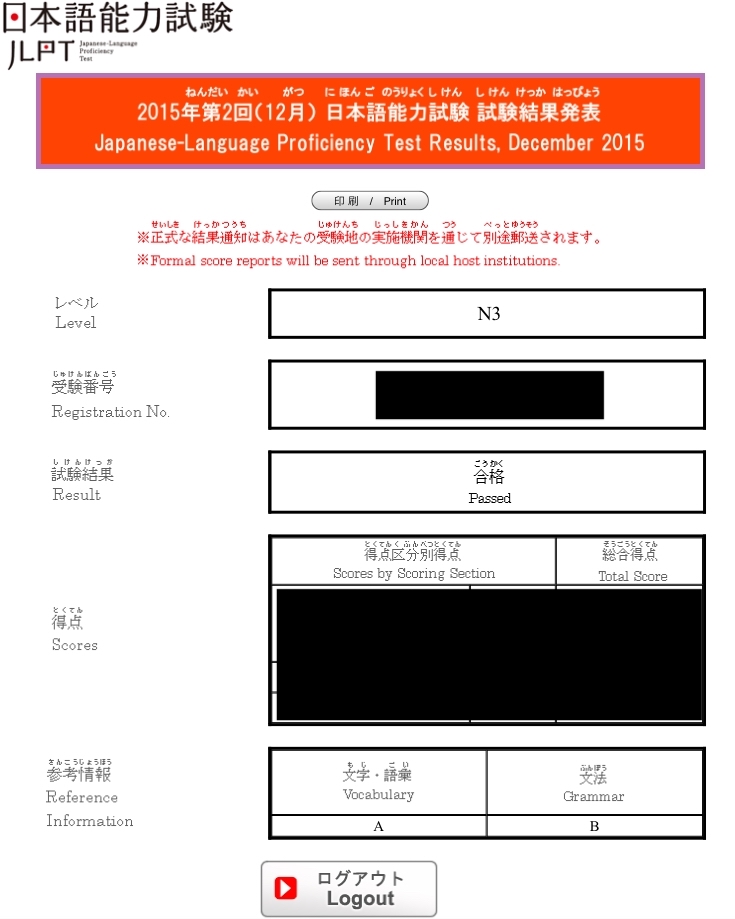 日本語能力試験
JLPT Japanese-Language
Proficiency
Test
ねんだい かい がつ にほんご のうりょくしけん しけんけっか はっぴょう
2015年第2回(12月) 日本語能力試験 試験結果発表
Japanese-Language Proficiency Test Results, December 2015
印刷 / Print
せいしき けっかつうち じゅけんち じっしきかん つう べっとゆうそう
※正式な結果通知はあなたの受験地の実施機関を通じて別途郵送されます。
※Formal score reports will be sent through local host institutions.
レベル
Level
N3
じゅけんばんごう
受験番号
Registration No.
しけんけっか
試験結果
Result
ごうかく
合格
Passed
とくてんくぶんべつとくてん
得点区分別得点
Scores by Scoring Section
そうごうとくてん
総合得点
Total Score
とくてん
得点
Scores
さんこうじょうほう
参考情報
Reference
Information
もじ ごい
文字・語彙
Vocabulary
ぶんぽう
文法
Grammar
A
B
ログアウト
Logout